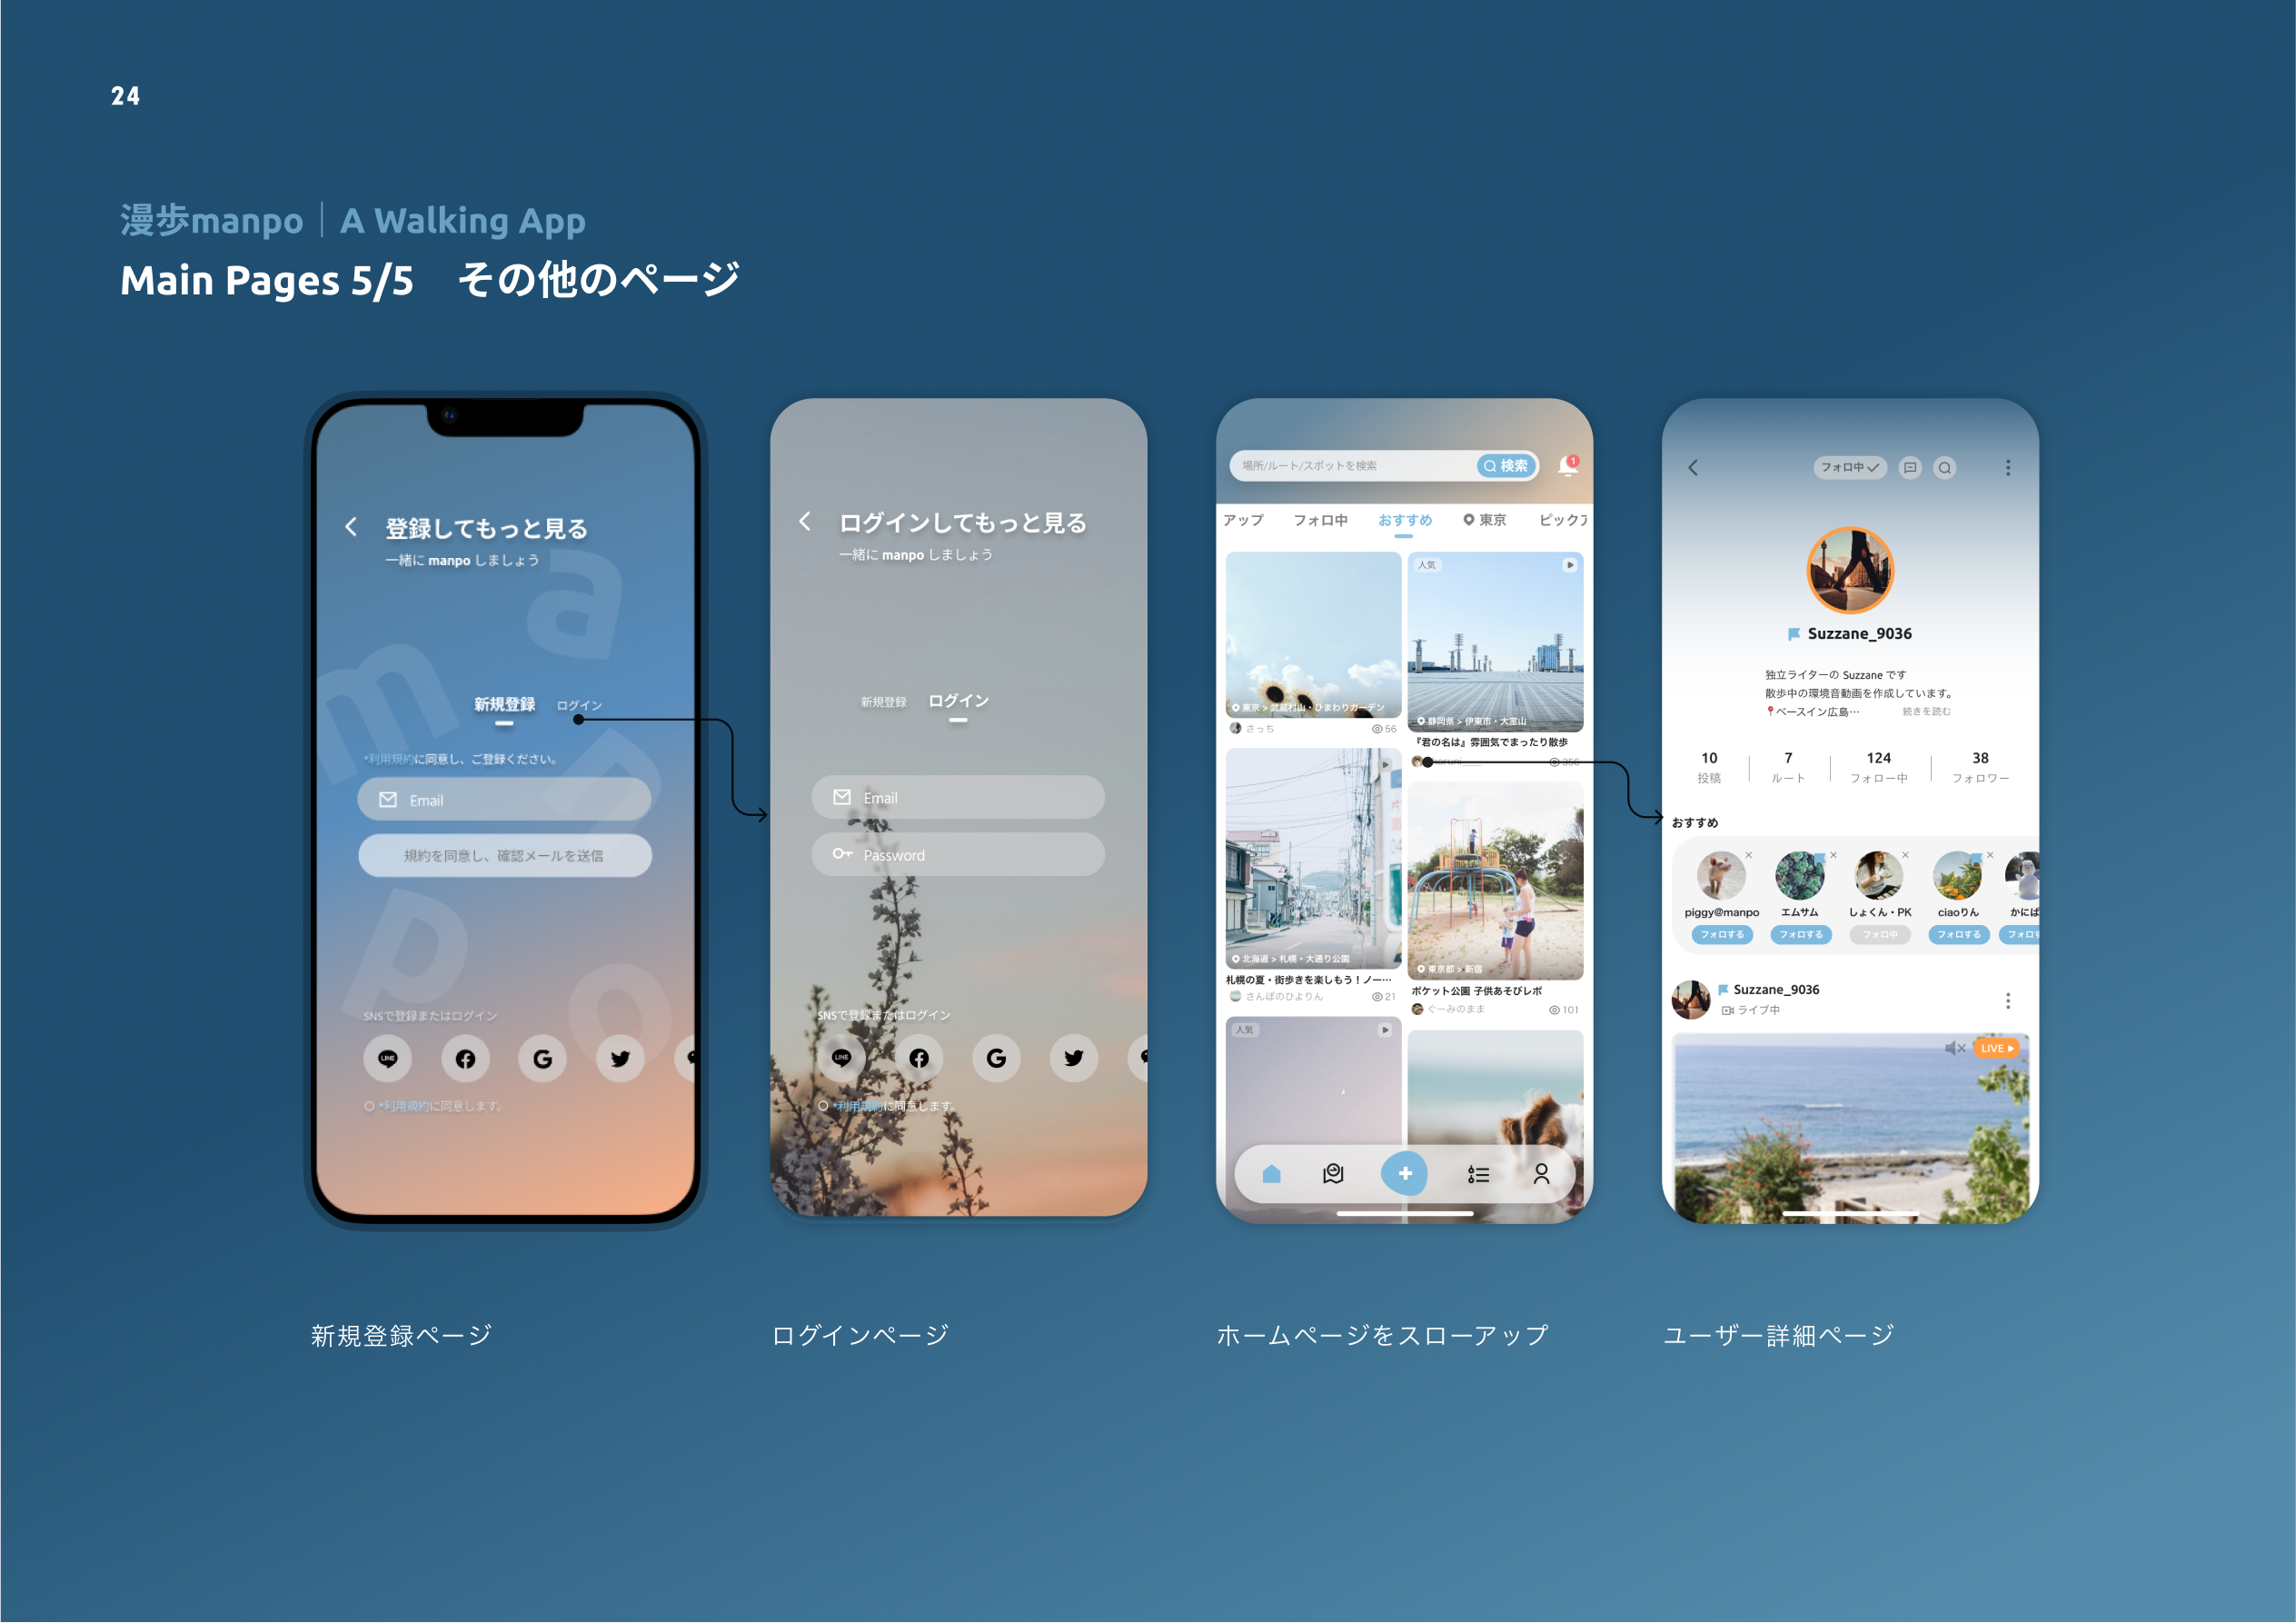 24
漫歩manpo｜A Walking App
Main Pages 5/5　その他のページ
登録してもっと見る
一緒に manpo しましょう
m
a
n
p
o
新規登録
ログイン
*利用規約に同意し、ご登録ください。
Email
規約を同意し、確認メールを送信
SNSで登録またはログイン
LINE
*利用規約に同意します。
新規登録ページ
ログインしてもっと見る
一緒に manpo しましょう
新規登録
ログイン
Email
Password
SNSで登録またはログイン
LINE
*利用規約に同意します。
ログインページ
場所/ルート/スポットを検索
検索
1
アップ
フォロ中
おすすめ
東京
ピックア
東京 > 武蔵村山・ひまわりガーデン
さっち
56
人気
静岡県 > 伊東市・大室山
『君の名は』雰囲気でまったり散歩
356
北海道 > 札幌・大通り公園
札幌の夏・街歩きを楽しもう！ノー…
さんぽのひよりん
21
東京都 > 新宿
ポケット公園 子供あそびレポ
ぐーみのまま
101
人気
ホームページをスローアップ
フォロ中
Suzzane_9036
独立ライターの Suzzane です
散歩中の環境音動画を作成しています。
ベースイン広島…
続きを読む
10
投稿
7
ルート
124
フォロー中
38
フォロワー
おすすめ
piggy@manpo
フォロする
エムサム
フォロする
しょくん・PK
フォロ中
ciaoりん
フォロする
かにぱ
フォロす
Suzzane_9036
ライブ中
LIVE
ユーザー詳細ページ